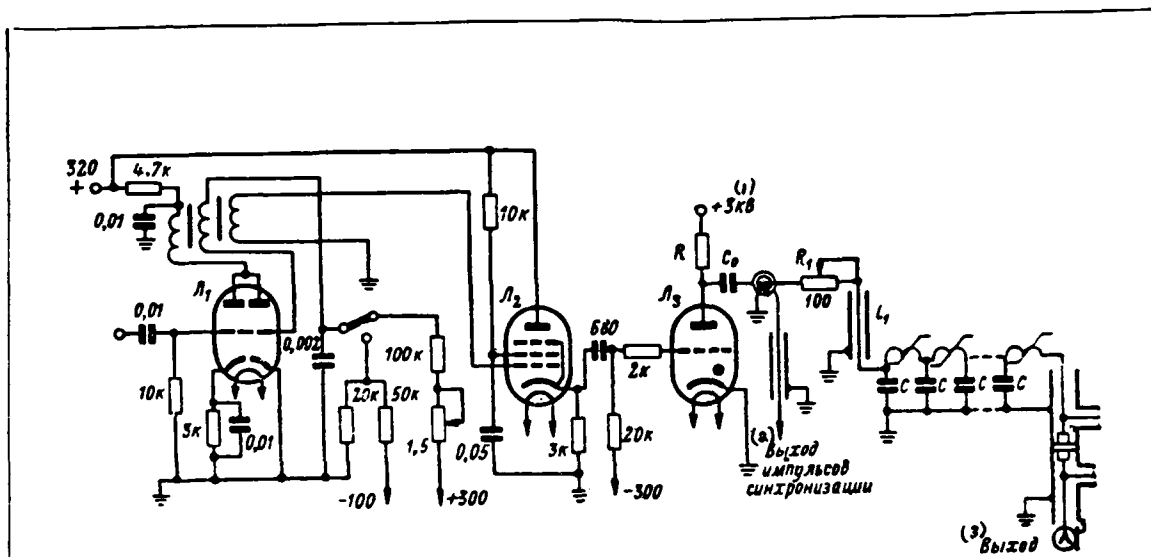 320
+
4.7к
0,01
Л₁
0,01
10к
3к
0,01
0,002
20к
50к
-100
100к
1,5
+300
10к
Л₂
0,05
3к
680
2к
20к
-300
(1)
+3кв
R
C₀
Л₃
R₁
100
L₁
C
C
C
C
(2)
Выход
импульсов
синхронизации
(3)
Выход